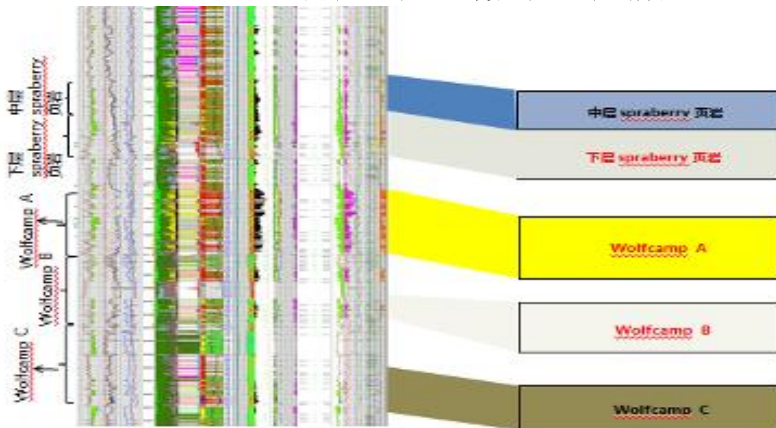 中层
spraberry
页岩
下层
spraberry
页岩
Wolfcamp A
Wolfcamp B
Wolfcamp C
中层 spraberry 页岩
下层 spraberry 页岩
Wolfcamp A
Wolfcamp B
Wolfcamp C